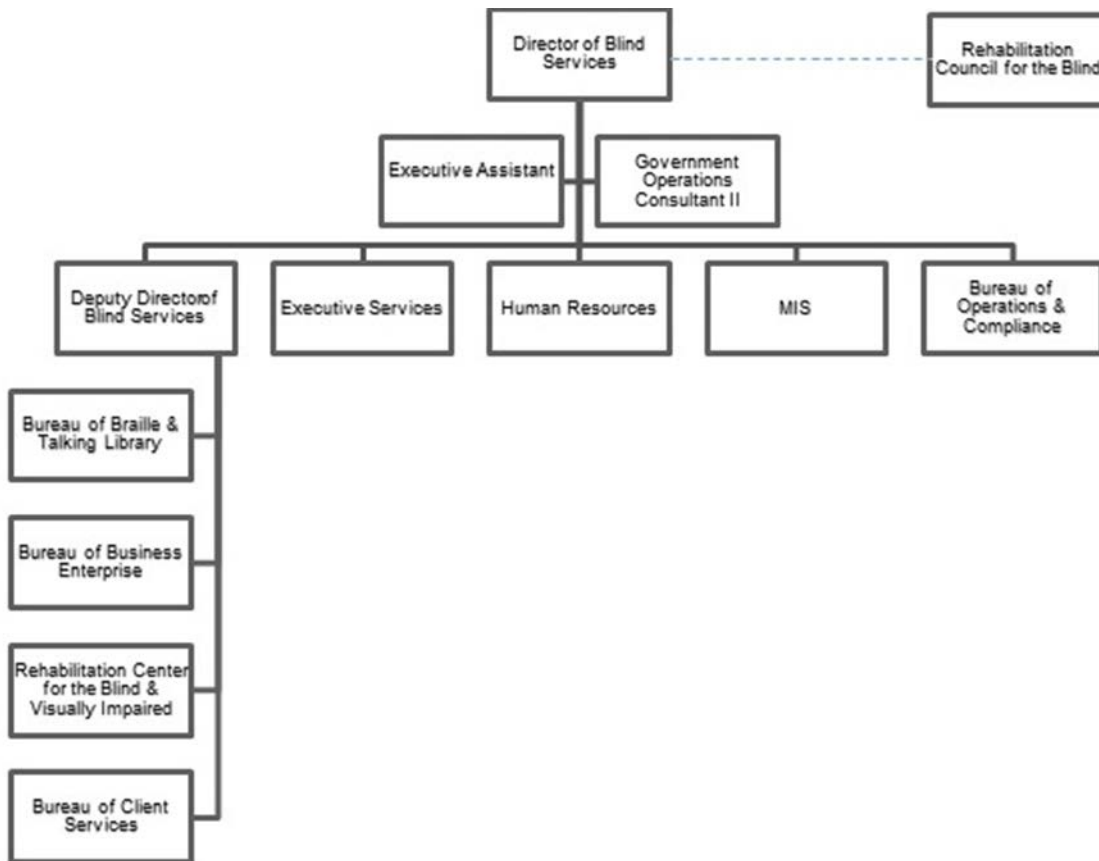 Director of Blind
Services
Rehabilitation
Council for the Blind
Executive Assistant
Government
Operations
Consultant II
Deputy Director of
Blind Services
Executive Services
Human Resources
MIS
Bureau of
Operations &
Compliance
Bureau of Braille &
Talking Library
Bureau of Business
Enterprise
Rehabilitation Center
for the Blind &
Visually Impaired
Bureau of Client
Services